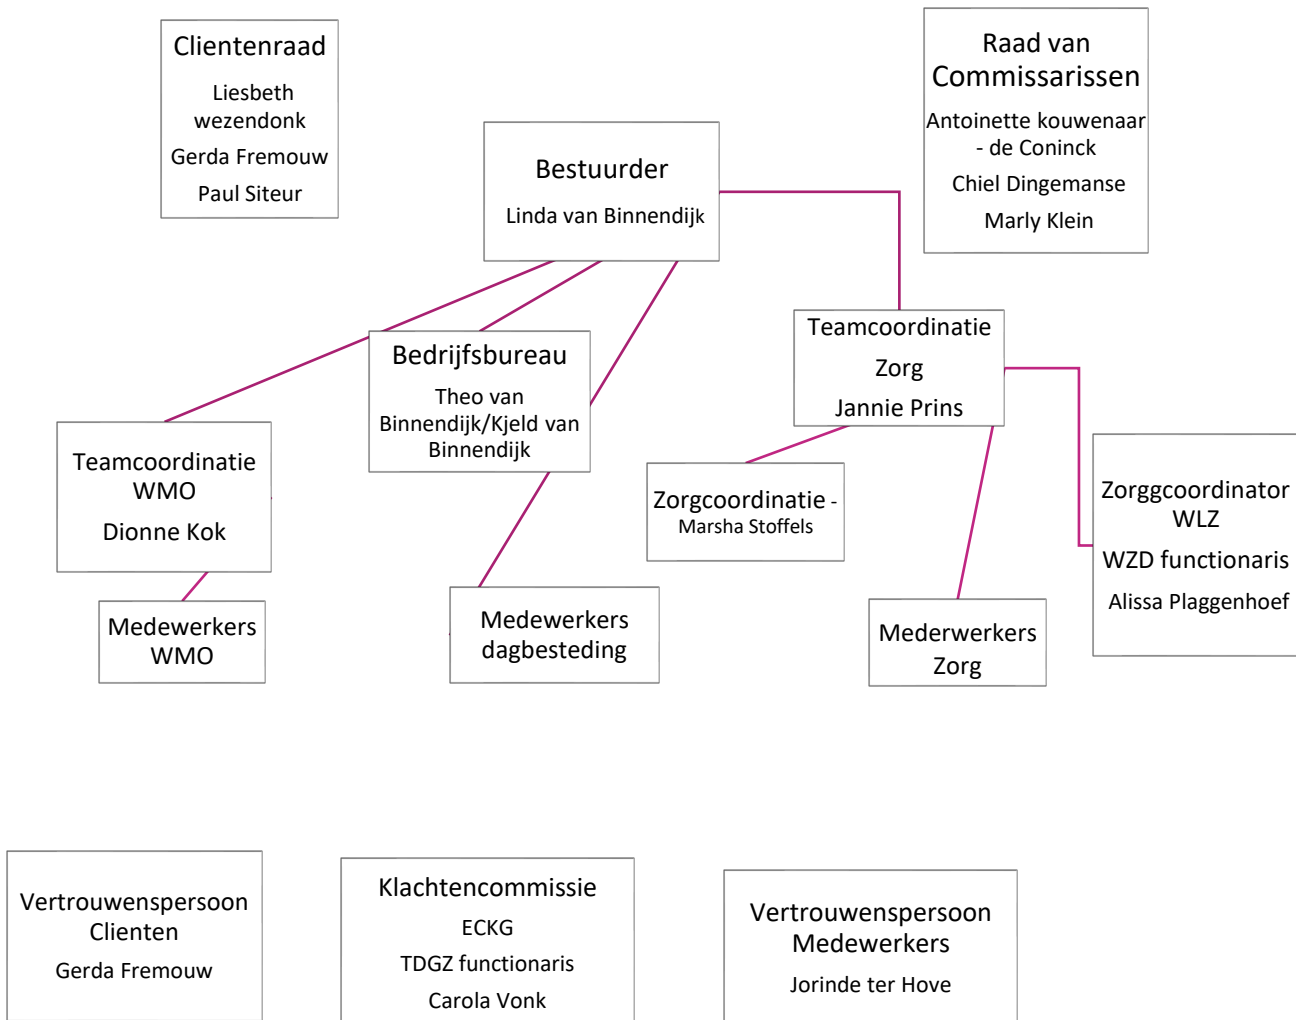 Clientenraad
Liesbeth
wezendonk
Gerda Fremouw
Paul Siteur
Raad van
Commissarissen
Antoinette kouwenaar
- de Coninck
Chiel Dingemanse
Marly Klein
Bestuurder
Linda van Binnendijk
Bedrijfsbureau
Theo van
Binnendijk/Kjeld van
Binnendijk
Teamcoordinatie
Zorg
Jannie Prins
Teamcoordinatie
WMO
Dionne Kok
Zorgcoordinatie -
Marsha Stoffels
Zorggcoordinator
WLZ
WZD functionaris
Alissa Plaggenhoef
Medewerkers
WMO
Medewerkers
dagbesteding
Mederwerkers
Zorg
Vertrouwenspersoon
Clienten
Gerda Fremouw
Klachtencommissie
ECKG
TDGZ functionaris
Carola Vonk
Vertrouwenspersoon
Medewerkers
Jorinde ter Hove